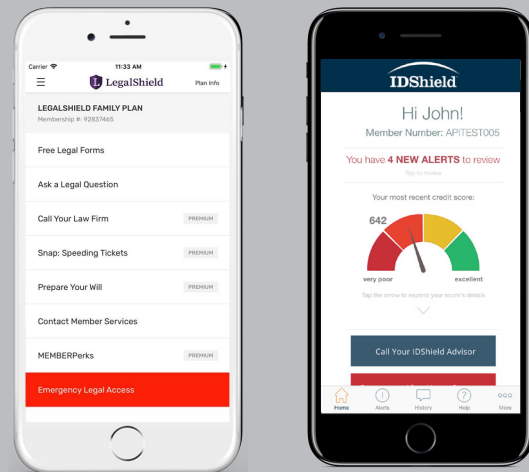 Carrier 11:33 AM
LegalShield Plan Info
LEGALSHIELD FAMILY PLAN
Membership #: 92837465
Free Legal Forms
Ask a Legal Question
Call Your Law Firm PREMIUM
Snap: Speeding Tickets PREMIUM
Prepare Your Will PREMIUM
Contact Member Services
MEMBERPerks PREMIUM
Emergency Legal Access
IDShield
Hi John!
Member Number: APITEST005
You have 4 NEW ALERTS to review
Tap to review
Your most recent credit score:
642
very poor excellent
Tap the arrow to expand your score's details
Call Your IDShield Advisor
Home Alerts History Help More